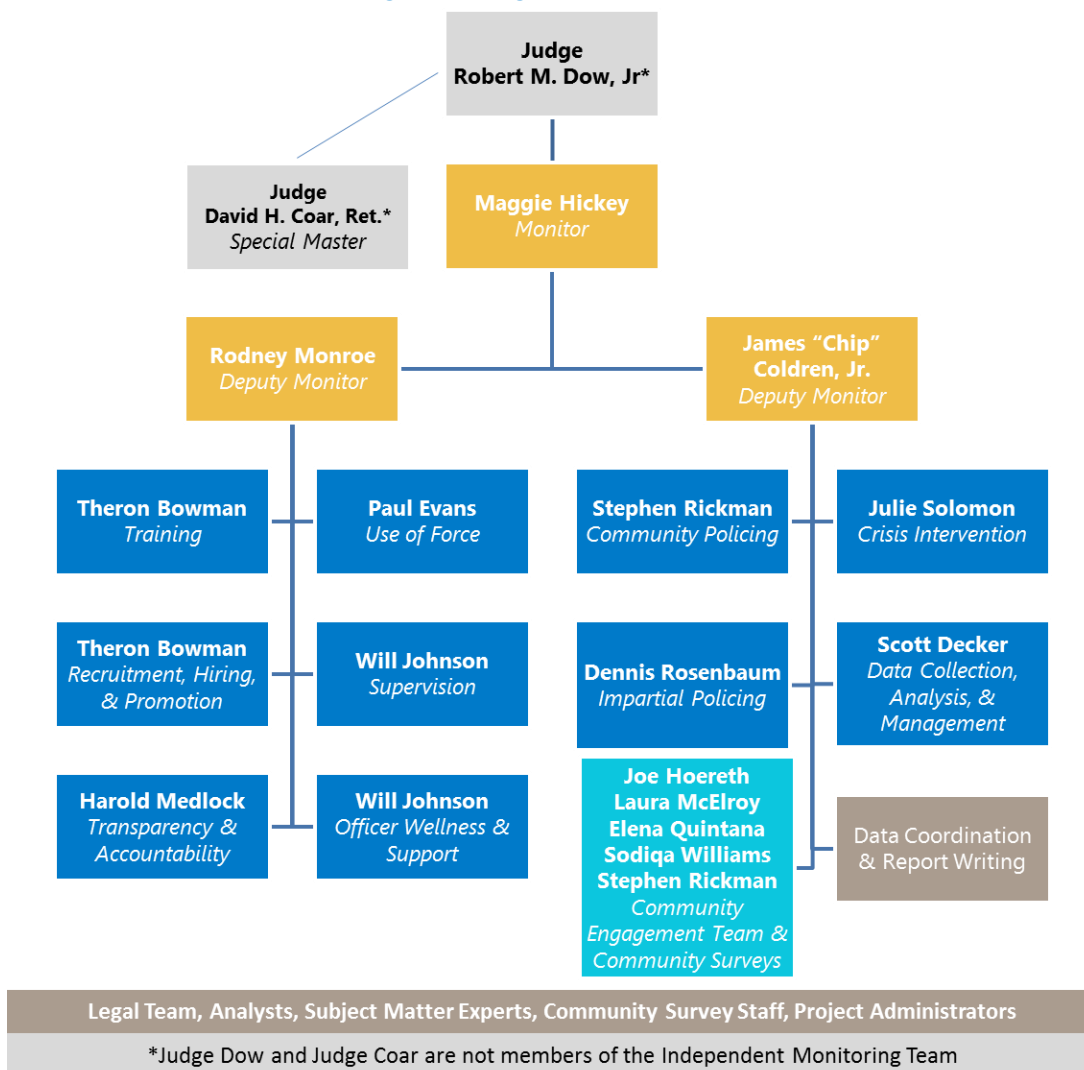 Judge
Robert M. Dow, Jr*
Judge
David H. Coar, Ret.*
Special Master
Maggie Hickey
Monitor
Rodney Monroe
Deputy Monitor
James “Chip”
Coldren, Jr.
Deputy Monitor
Theron Bowman
Training
Paul Evans
Use of Force
Stephen Rickman
Community Policing
Julie Solomon
Crisis Intervention
Theron Bowman
Recruitment, Hiring,
& Promotion
Will Johnson
Supervision
Dennis Rosenbaum
Impartial Policing
Scott Decker
Data Collection,
Analysis, &
Management
Harold Medlock
Transparency &
Accountability
Will Johnson
Officer Wellness &
Support
Joe Hoereth
Laura McElroy
Elena Quintana
Sodiqa Williams
Stephen Rickman
Community
Engagement Team &
Community Surveys
Data Coordination
& Report Writing
Legal Team, Analysts, Subject Matter Experts, Community Survey Staff, Project Administrators
*Judge Dow and Judge Coar are not members of the Independent Monitoring Team